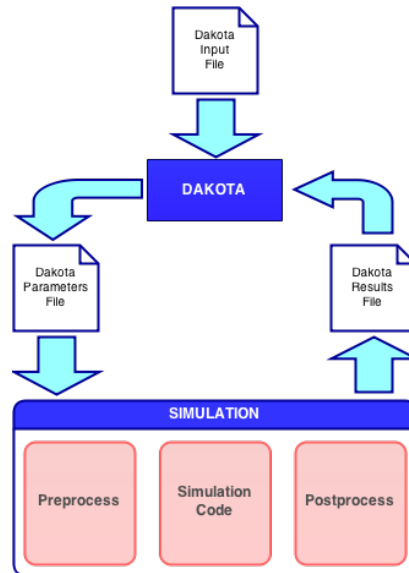 Dakota
Input
File
DAKOTA
Dakota
Parameters
File
Dakota
Results
File
SIMULATION
Preprocess
Simulation
Code
Postprocess